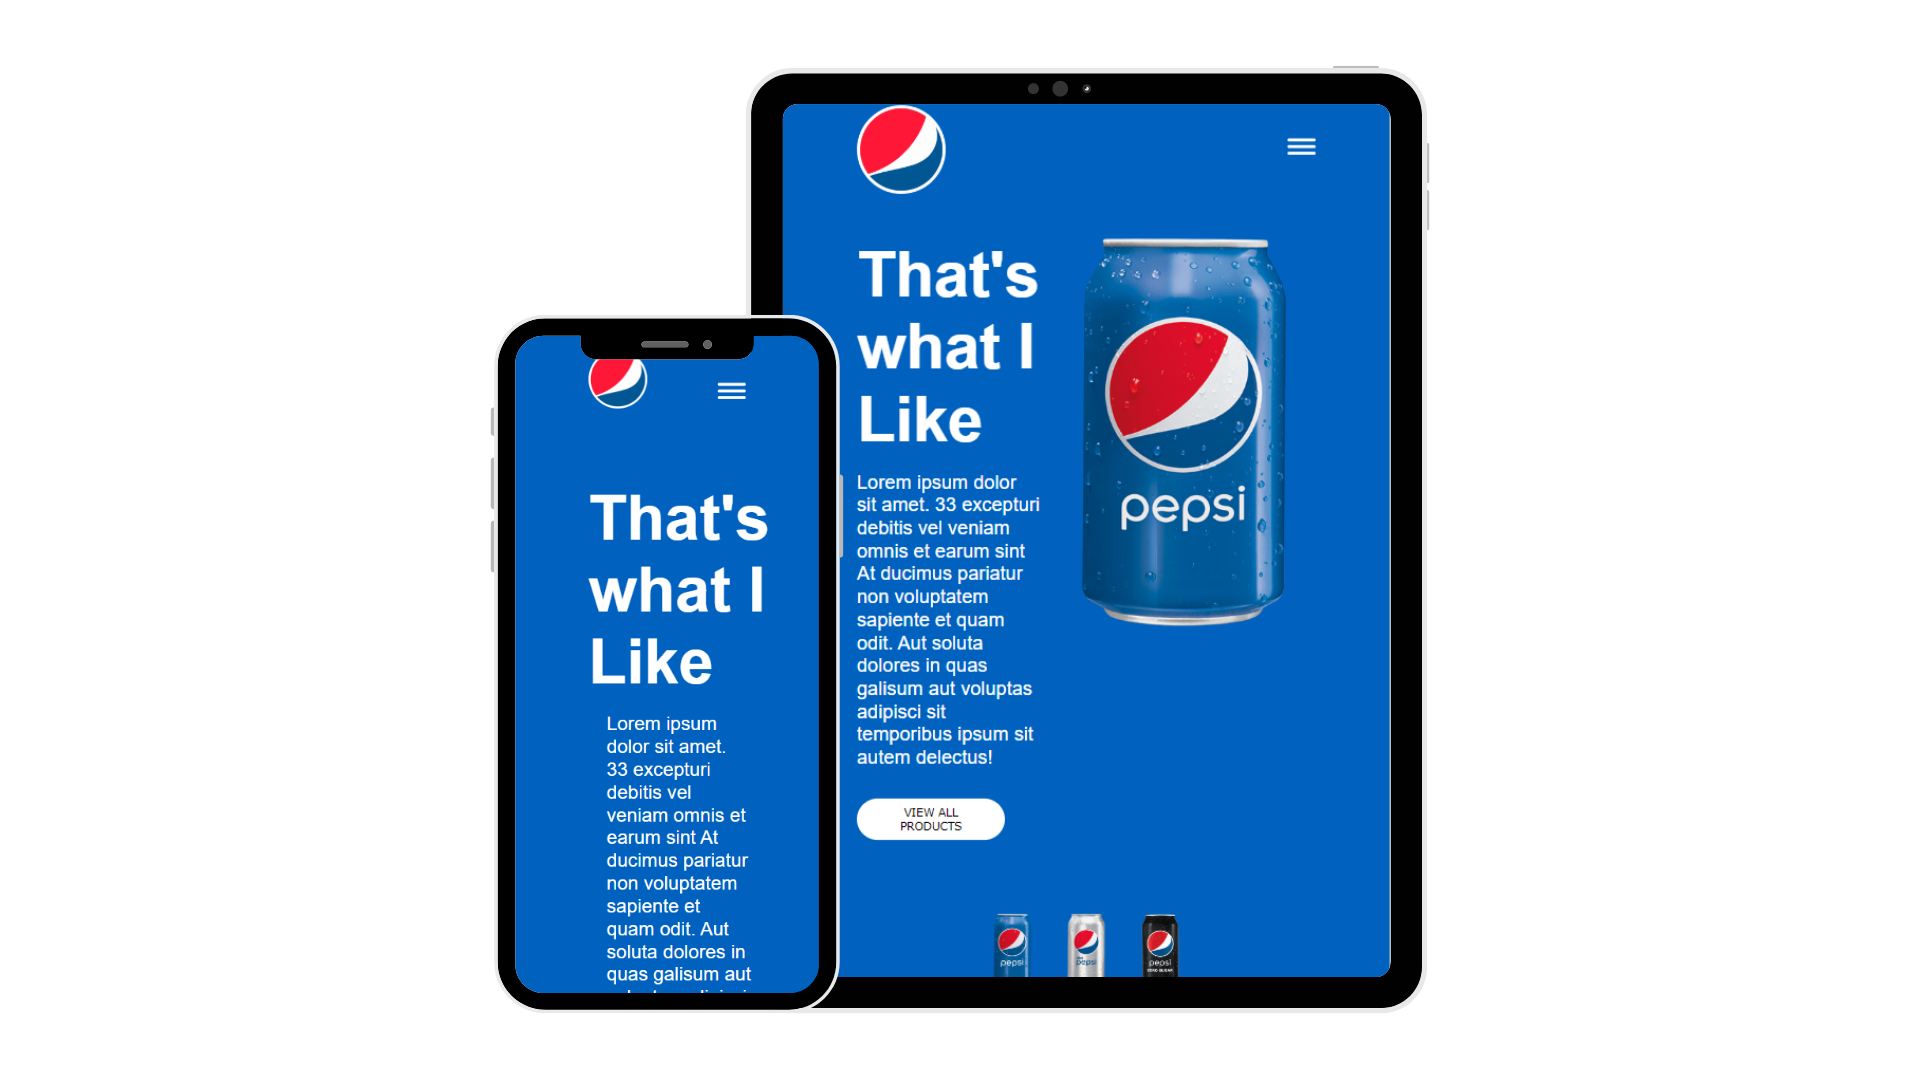 That's
what I
Like
Lorem ipsum
dolor sit amet.
33 excepturi
debitis vel
veniam omnis et
earum sint At
ducimus pariatur
non voluptatem
sapiente et
quam odit. Aut
soluta dolores in
quas galisum aut
That's
what I
Like
Lorem ipsum dolor
sit amet. 33 excepturi
debitis vel veniam
omnis et earum sint
At ducimus pariatur
non voluptatem
sapiente et quam
odit. Aut soluta
dolores in quas
galisum aut voluptas
adipisci sit
temporibus ipsum sit
autem delectus!
VIEW ALL
PRODUCTS
pepsi
pepsi
pepsi
pepsi
ZERO SUGAR